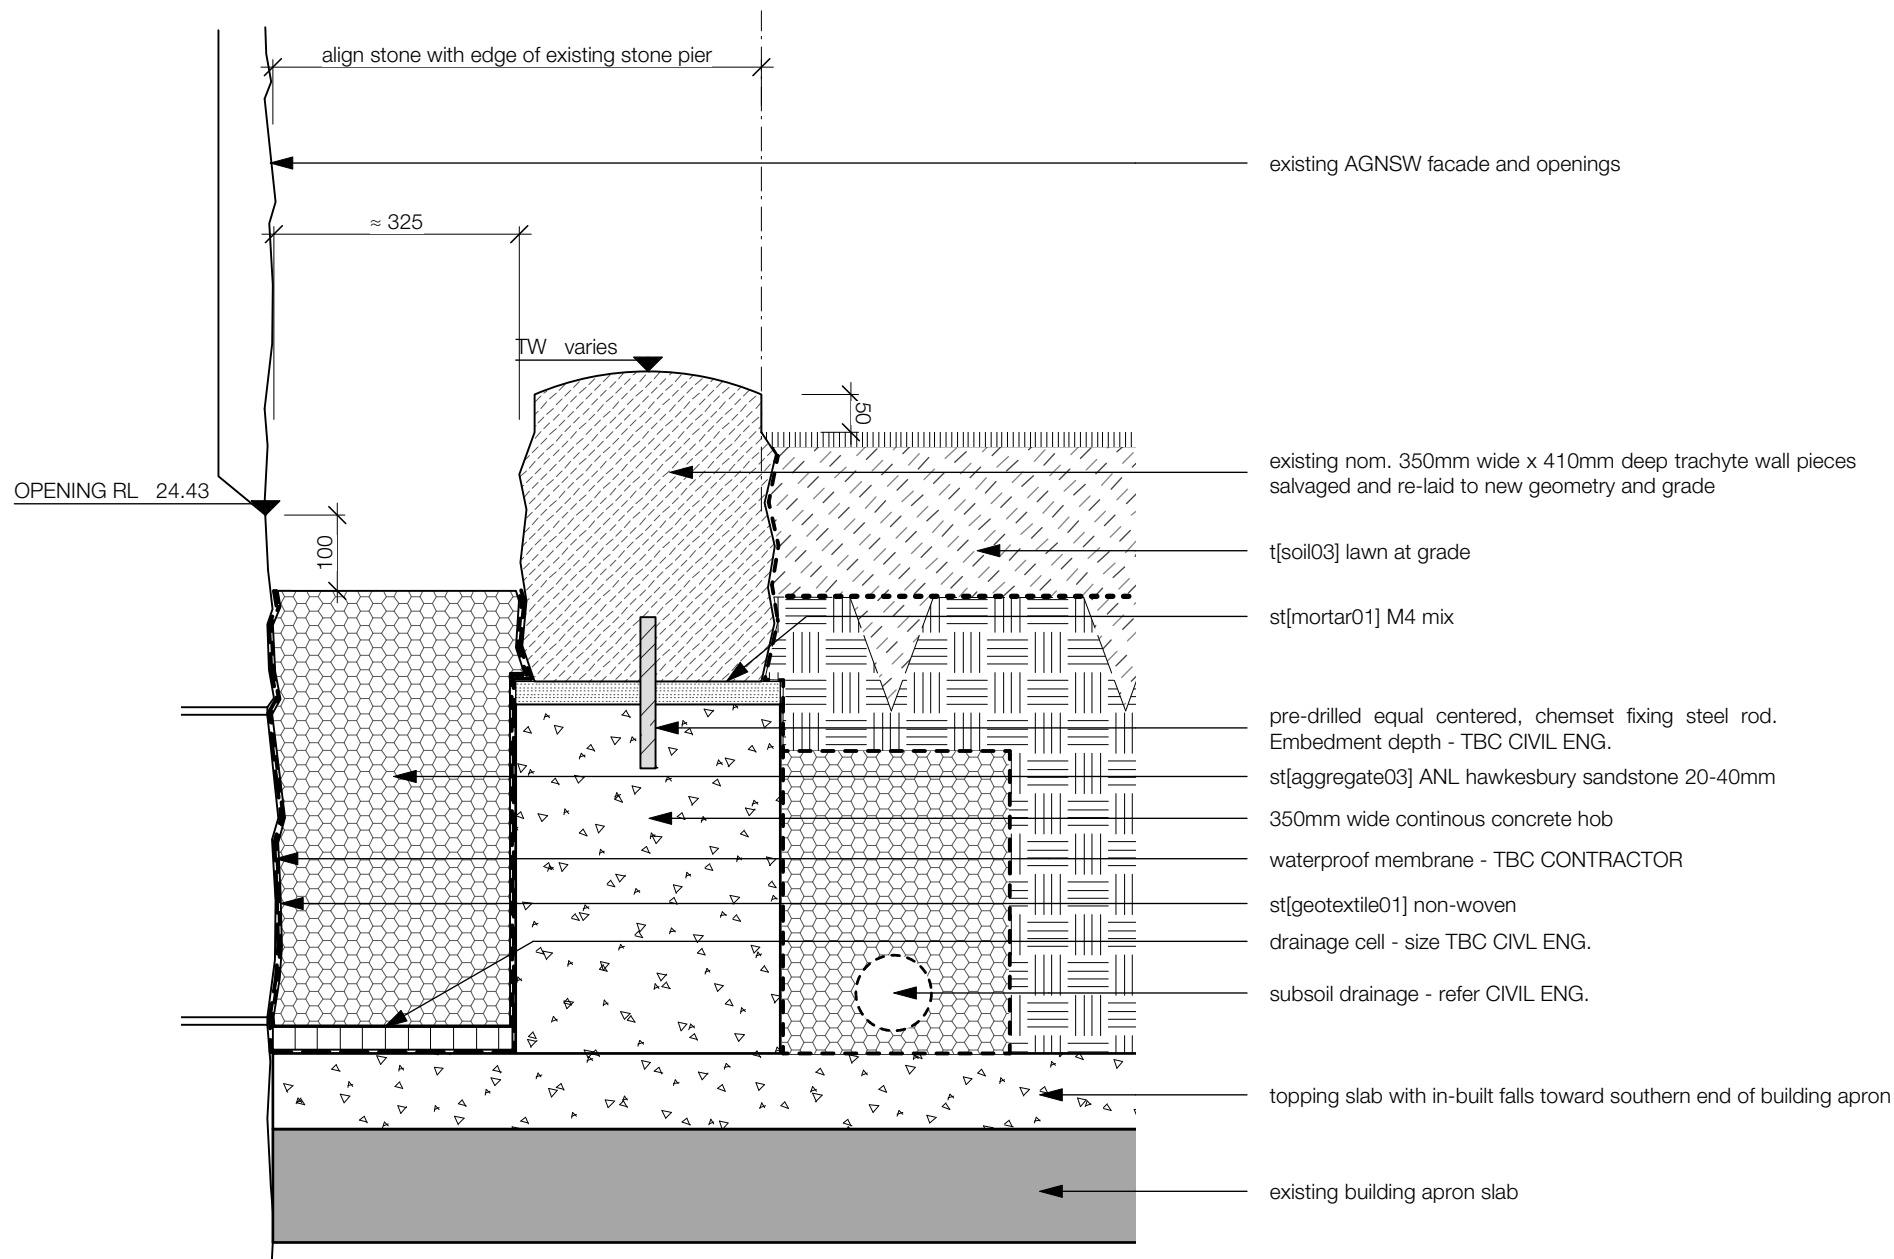 align stone with edge of existing stone pier
existing AGNSW facade and openings
≈ 325
TW varies
50
OPENING RL 24.43
100
existing nom. 350mm wide x 410mm deep trachyte wall pieces
salvaged and re-laid to new geometry and grade
t[soil03] lawn at grade
st[mortar01] M4 mix
pre-drilled equal centered, chemset fixing steel rod.
Embedment depth - TBC CIVIL ENG.
st[aggregate03] ANL hawkesbury sandstone 20-40mm
350mm wide continous concrete hob
waterproof membrane - TBC CONTRACTOR
st[geotextile01] non-woven
drainage cell - size TBC CIVL ENG.
subsoil drainage - refer CIVIL ENG.
topping slab with in-built falls toward southern end of building apron
existing building apron slab